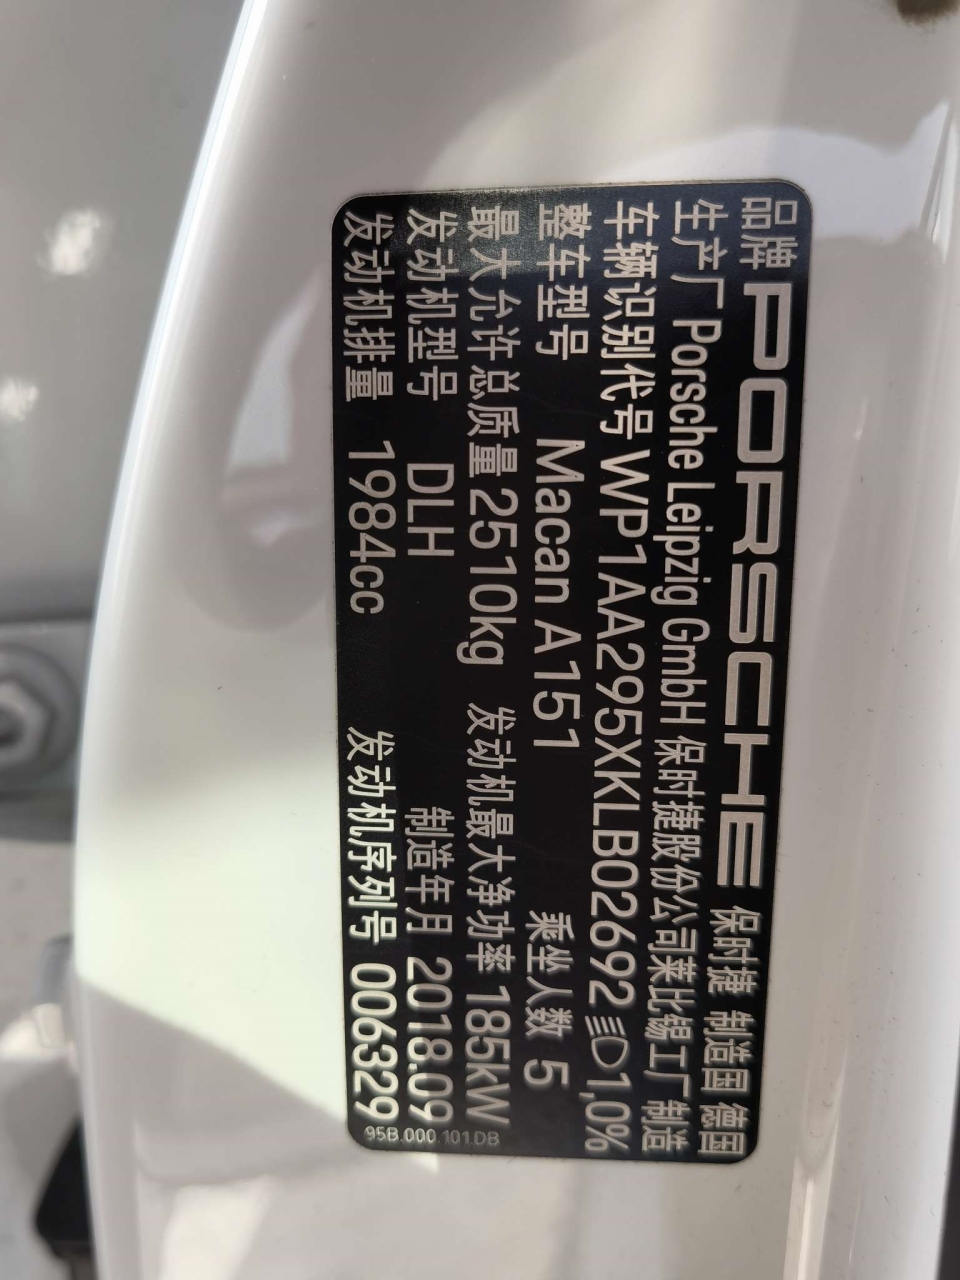 品牌 PORSCHE 保时捷 制造国 德国
生产厂 Porsche Leipzig GmbH 保时捷股份公司莱比锡工厂制造
车辆识别代号 WP1AA295XKLB02692 1,0%
整车型号 Macan A151 乘坐人数 5
最大允许总质量 2510kg 发动机最大净功率 185kW
发动机型号 DLH 制造年月 2018.09
发动机排量 1984cc 发动机序列号 006329
95B.000.101.DB